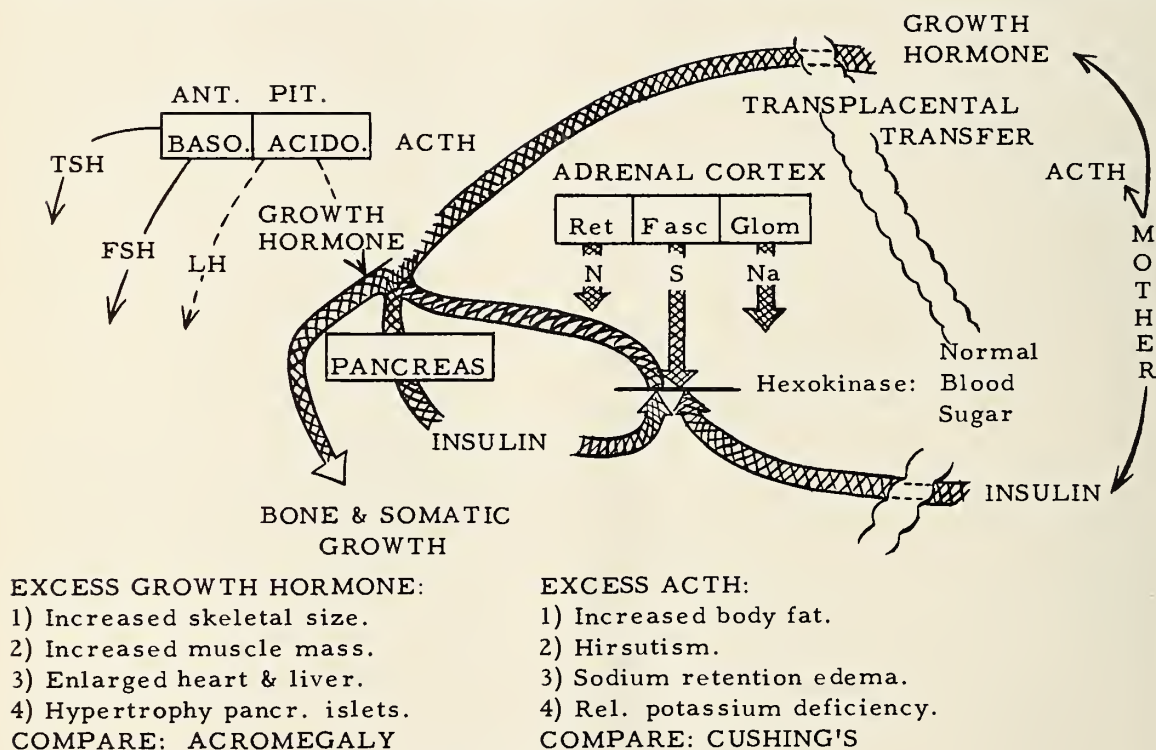 GROWTH
HORMONE
TRANSPLACENTAL
TRANSFER
ANT. PIT.
BASO. ACIDO. ACTH
TSH
FSH
LH
GROWTH
HORMONE
ADRENAL CORTEX
Ret Fasc Glom
N S Na
ACTH
MOTHER
PANCREAS
Hexokinase: Normal
Blood
Sugar
INSULIN
INSULIN
BONE & SOMATIC
GROWTH
EXCESS GROWTH HORMONE:
1) Increased skeletal size.
2) Increased muscle mass.
3) Enlarged heart & liver.
4) Hypertrophy pancr. islets.
COMPARE: ACROMEGALY
EXCESS ACTH:
1) Increased body fat.
2) Hirsutism.
3) Sodium retention edema.
4) Rel. potassium deficiency.
COMPARE: CUSHING'S